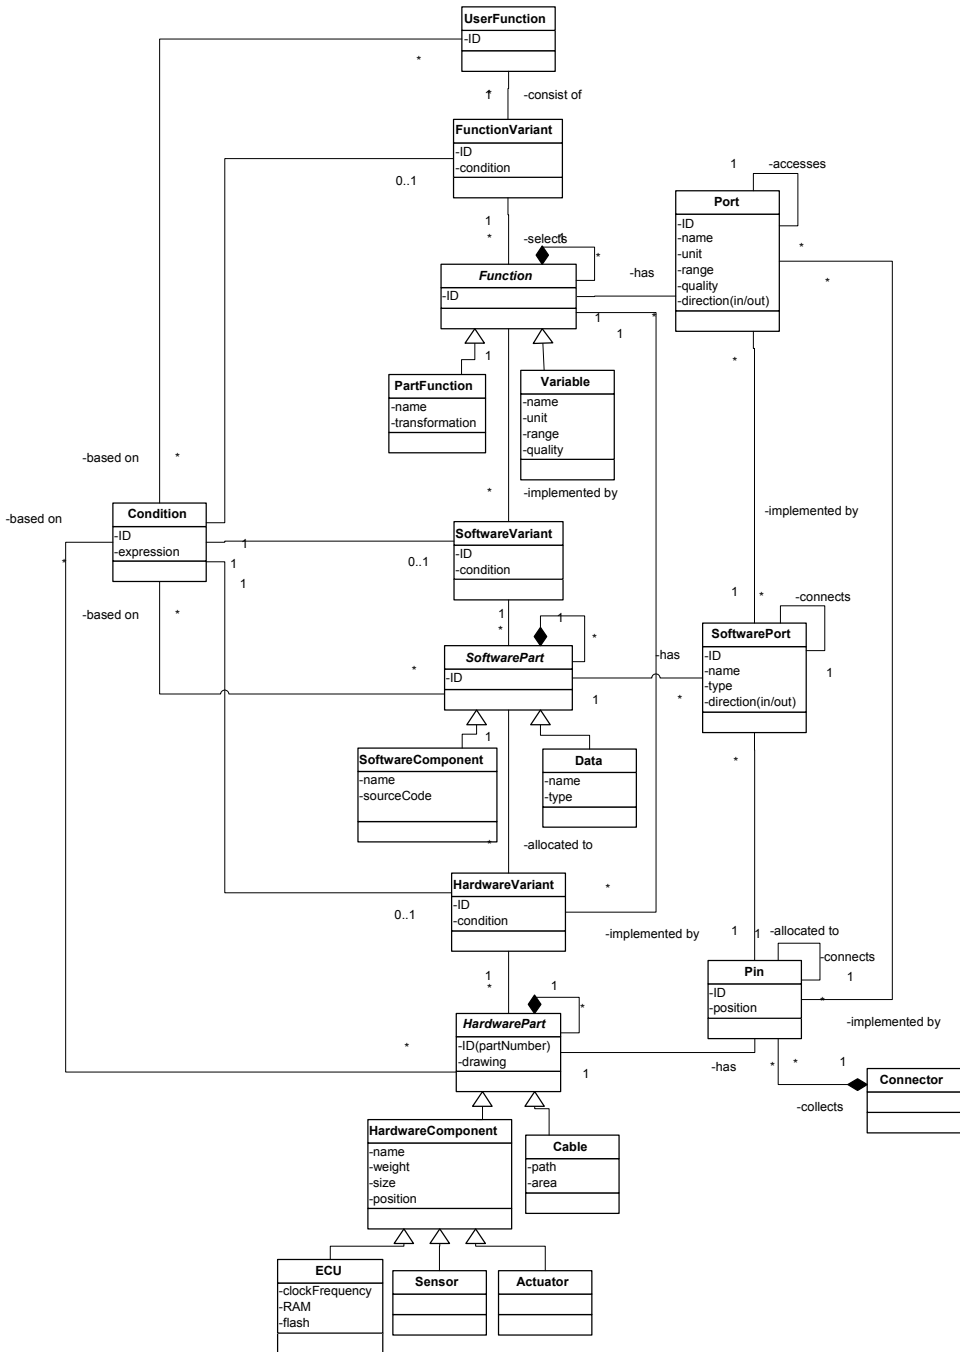 UserFunction
-ID
*
*
1
-consist of
FunctionVariant
-ID
-condition
0..1
1
*
-selects
1
*
Function
-ID
-has
1
-accesses
Port
-ID
-name
-unit
-range
-quality
-direction(in/out)
*
*
1
1
*
*
1
PartFunction
-name
-transformation
Variable
-name
-unit
-range
-quality
-based on
*
*
-implemented by
-implemented by
Condition
-ID
-expression
-based on
*
1
1
1
SoftwareVariant
-ID
-condition
0..1
-based on
*
1
*
1
*
1
*
-connects
SoftwarePart
-ID
*
-has
1
*
SoftwarePort
-ID
-name
-type
-direction(in/out)
1
1
*
SoftwareComponent
-name
-sourceCode
Data
-name
-type
*
-allocated to
HardwareVariant
-ID
-condition
0..1
*
-implemented by
1
1
-allocated to
-connects
Pin
-ID
-position
1
*
-implemented by
1
*
1
*
HardwarePart
-ID(partNumber)
-drawing
*
1
-has
*
*
1
-collects
Connector
HardwareComponent
-name
-weight
-size
-position
Cable
-path
-area
ECU
-clockFrequency
-RAM
-flash
Sensor
Actuator